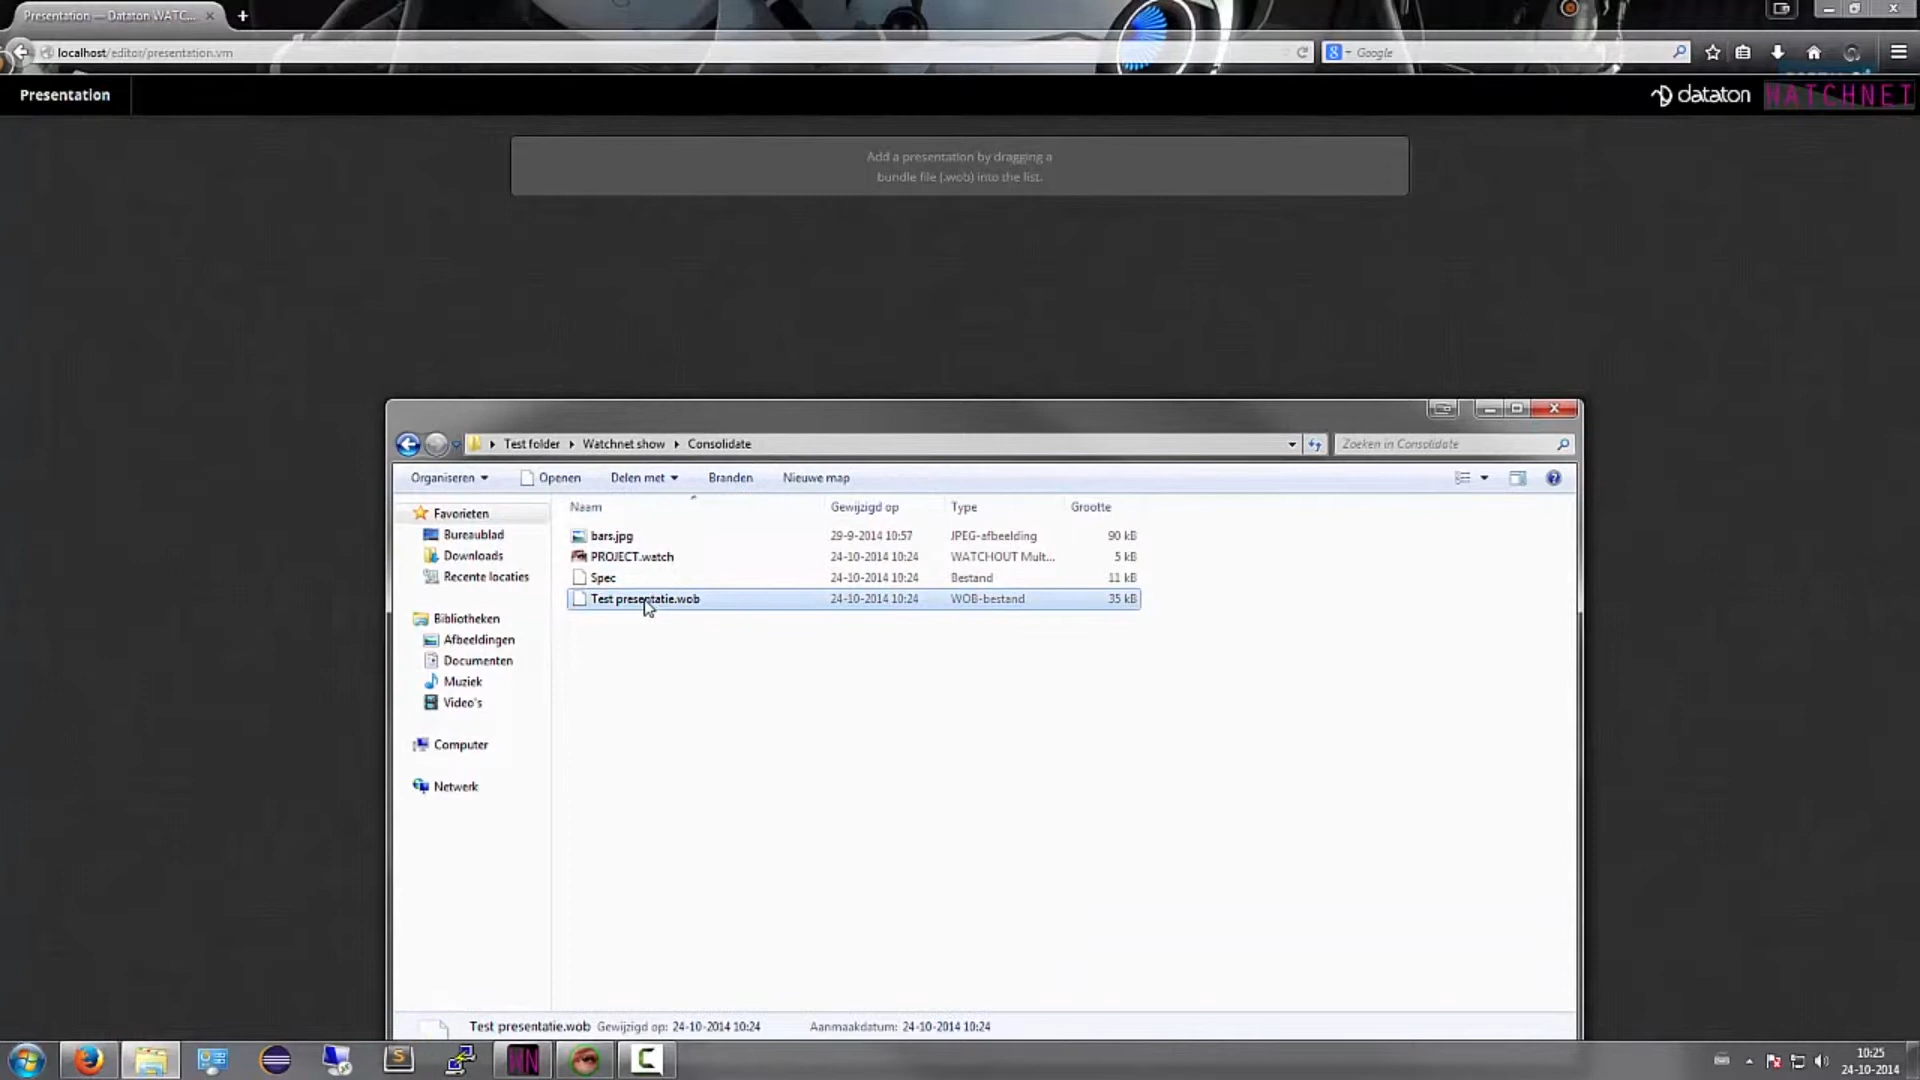 Presentation — Dataton WATC...
localhost/editor/presentation.vm
Google
Presentation
dataton WATCHNET
Add a presentation by dragging a
bundle file (.wob) into the list.
Test folder Watchnet show Consolidate
Zoeken in Consolidate
Organiseren Openen Delen met Branden Nieuwe map
Favorieten
Bureaublad
Downloads
Recente locaties
Bibliotheken
Afbeeldingen
Documenten
Muziek
Video's
Computer
Netwerk
Naam Gewijzigd op Type Grootte
bars.jpg 29-9-2014 10:57 JPEG-afbeelding 90 kB
PROJECT.watch 24-10-2014 10:24 WATCHOUT Mult... 5 kB
Spec 24-10-2014 10:24 Bestand 11 kB
Test presentatie.wob 24-10-2014 10:24 WOB-bestand 35 kB
Test presentatie.wob Gewijzigd op: 24-10-2014 10:24 Aanmaakdatum: 24-10-2014 10:24
10:25
24-10-2014